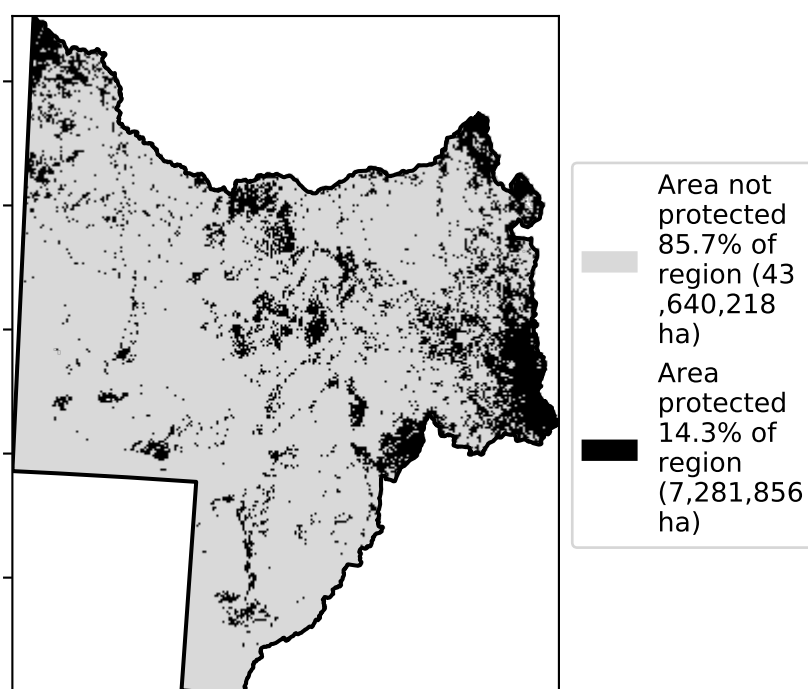 Area not
protected
85.7% of
region (43
,640,218
ha)
Area
protected
14.3% of
region
(7,281,856
ha)